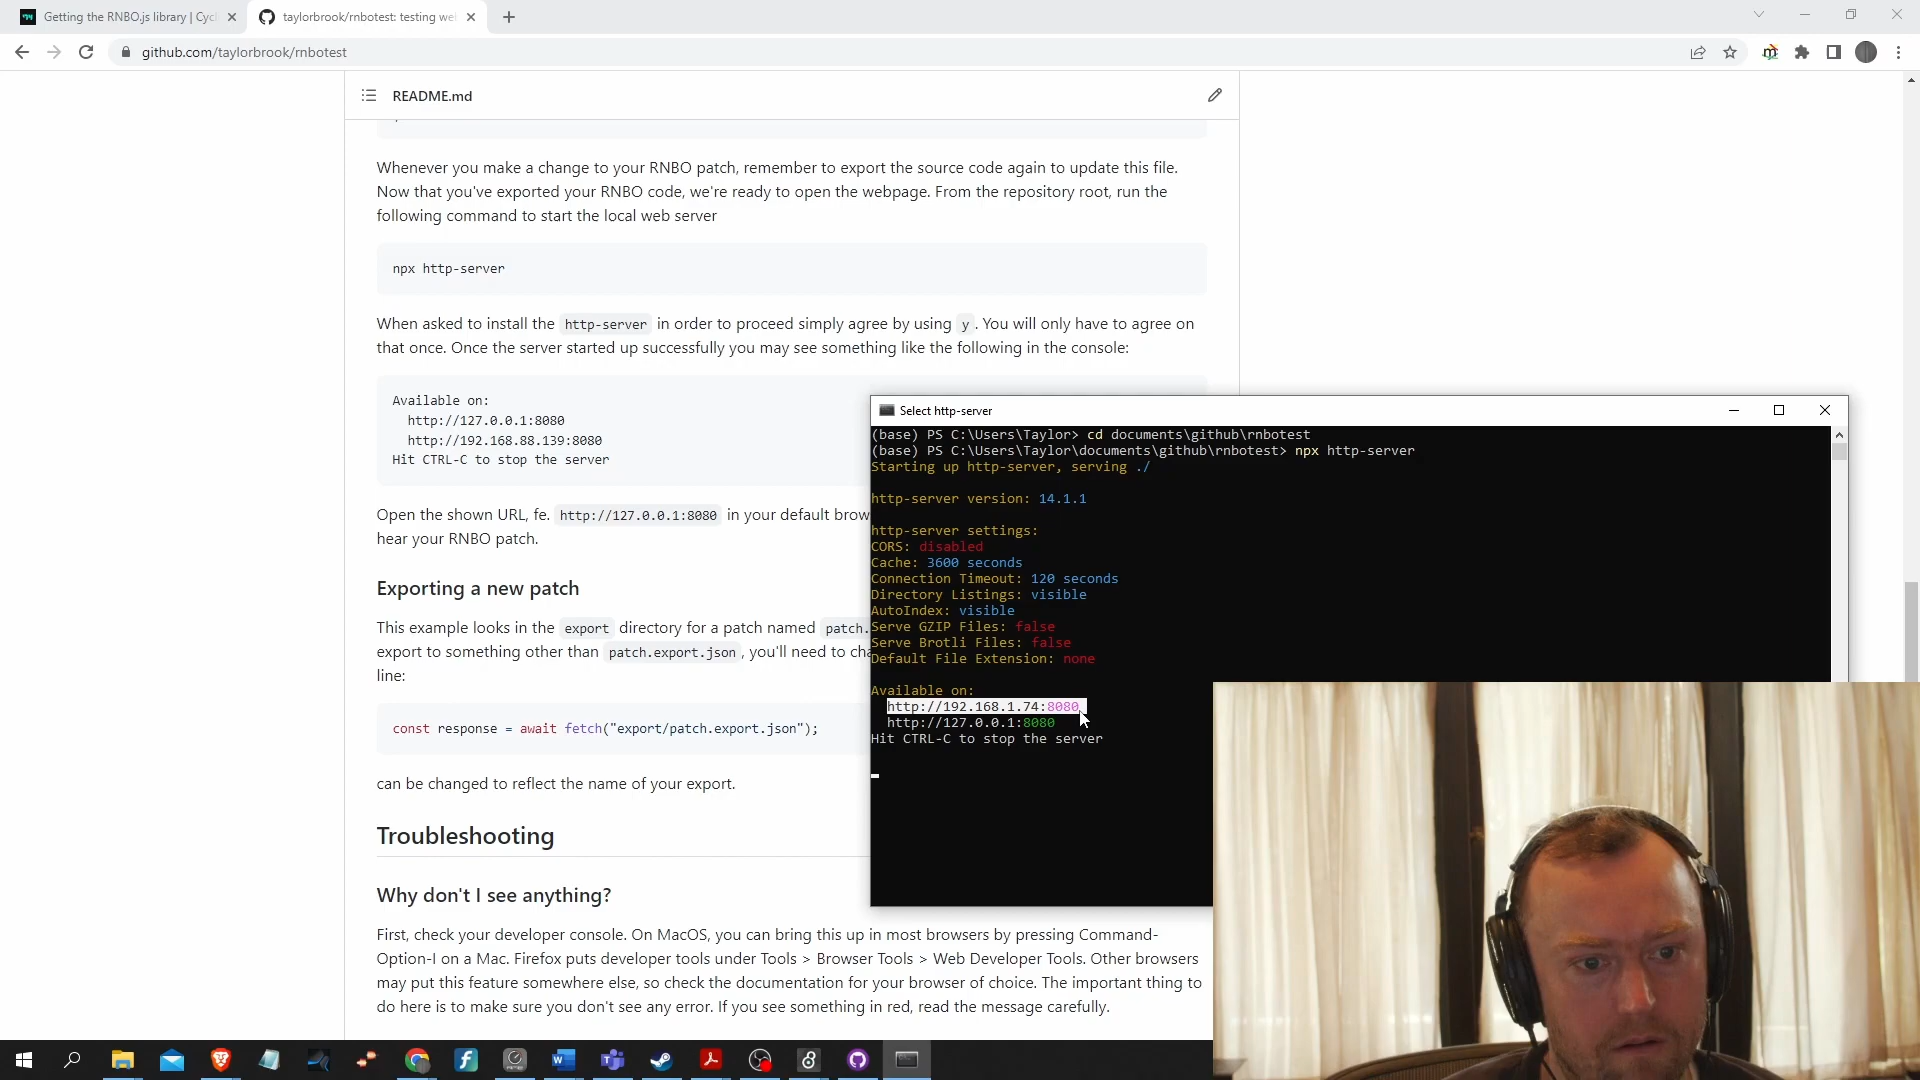 Getting the RNBO.js library | Cycl
taylorbrook/rnbotest: testing we
github.com/taylorbrook/rnbotest
README.md
Whenever you make a change to your RNBO patch, remember to export the source code again to update this file.
Now that you've exported your RNBO code, we're ready to open the webpage. From the repository root, run the
following command to start the local web server
npx http-server
When asked to install the http-server in order to proceed simply agree by using y. You will only have to agree on
that once. Once the server started up successfully you may see something like the following in the console:
Available on:
http://127.0.0.1:8080
http://192.168.88.139:8080
Hit CTRL-C to stop the server
Open the shown URL, fe. http://127.0.0.1:8080 in your default brow
hear your RNBO patch.
Exporting a new patch
This example looks in the export directory for a patch named patch.
export to something other than patch.export.json, you'll need to cha
line:
const response = await fetch("export/patch.export.json");
can be changed to reflect the name of your export.
Troubleshooting
Why don't I see anything?
First, check your developer console. On MacOS, you can bring this up in most browsers by pressing Command-
Option-I on a Mac. Firefox puts developer tools under Tools > Browser Tools > Web Developer Tools. Other browsers
may put this feature somewhere else, so check the documentation for your browser of choice. The important thing to
do here is to make sure you don't see any error. If you see something in red, read the message carefully.
Select http-server
(base) PS C:\Users\Taylor> cd documents\github\rnbotest
(base) PS C:\Users\Taylor\documents\github\rnbotest> npx http-server
Starting up http-server, serving ./
http-server version: 14.1.1
http-server settings:
CORS: disabled
Cache: 3600 seconds
Connection Timeout: 120 seconds
Directory Listings: visible
AutoIndex: visible
Serve GZIP Files: false
Serve Brotli Files: false
Default File Extension: none
Available on:
http://192.168.1.74:8080
http://127.0.0.1:8080
Hit CTRL-C to stop the server